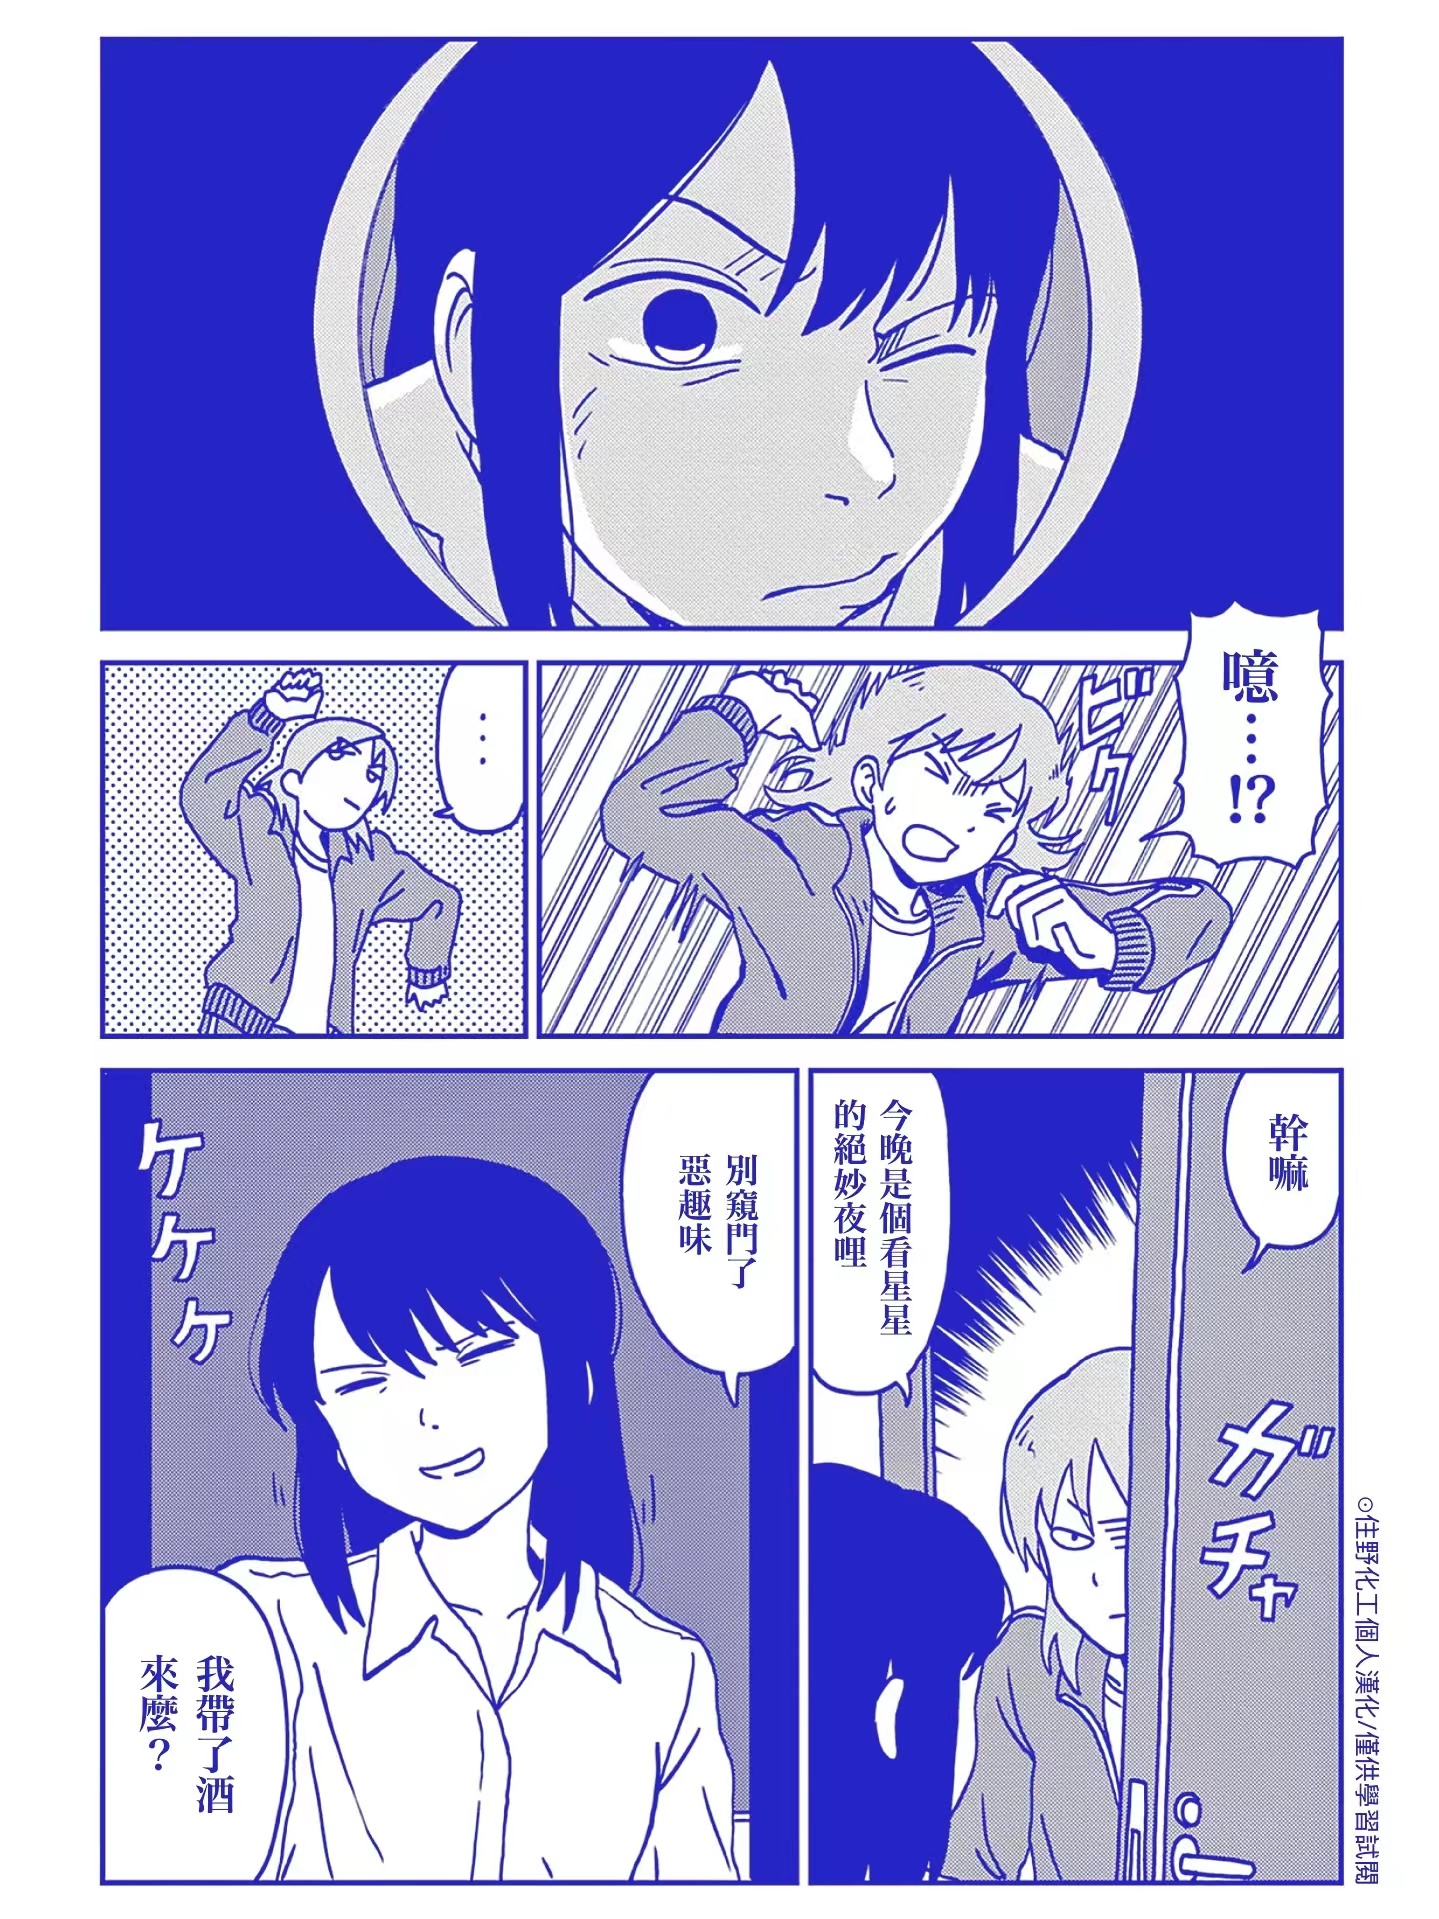 噫⋯⋯!?
ビクッ
⋯
幹嘛
ガチャ
今晚是個看星星
的絕妙夜哩
別窺門了
惡趣味
ケケケ
我帶了酒
來麼？
⊙住野化工個人漢化/僅供學習試閱